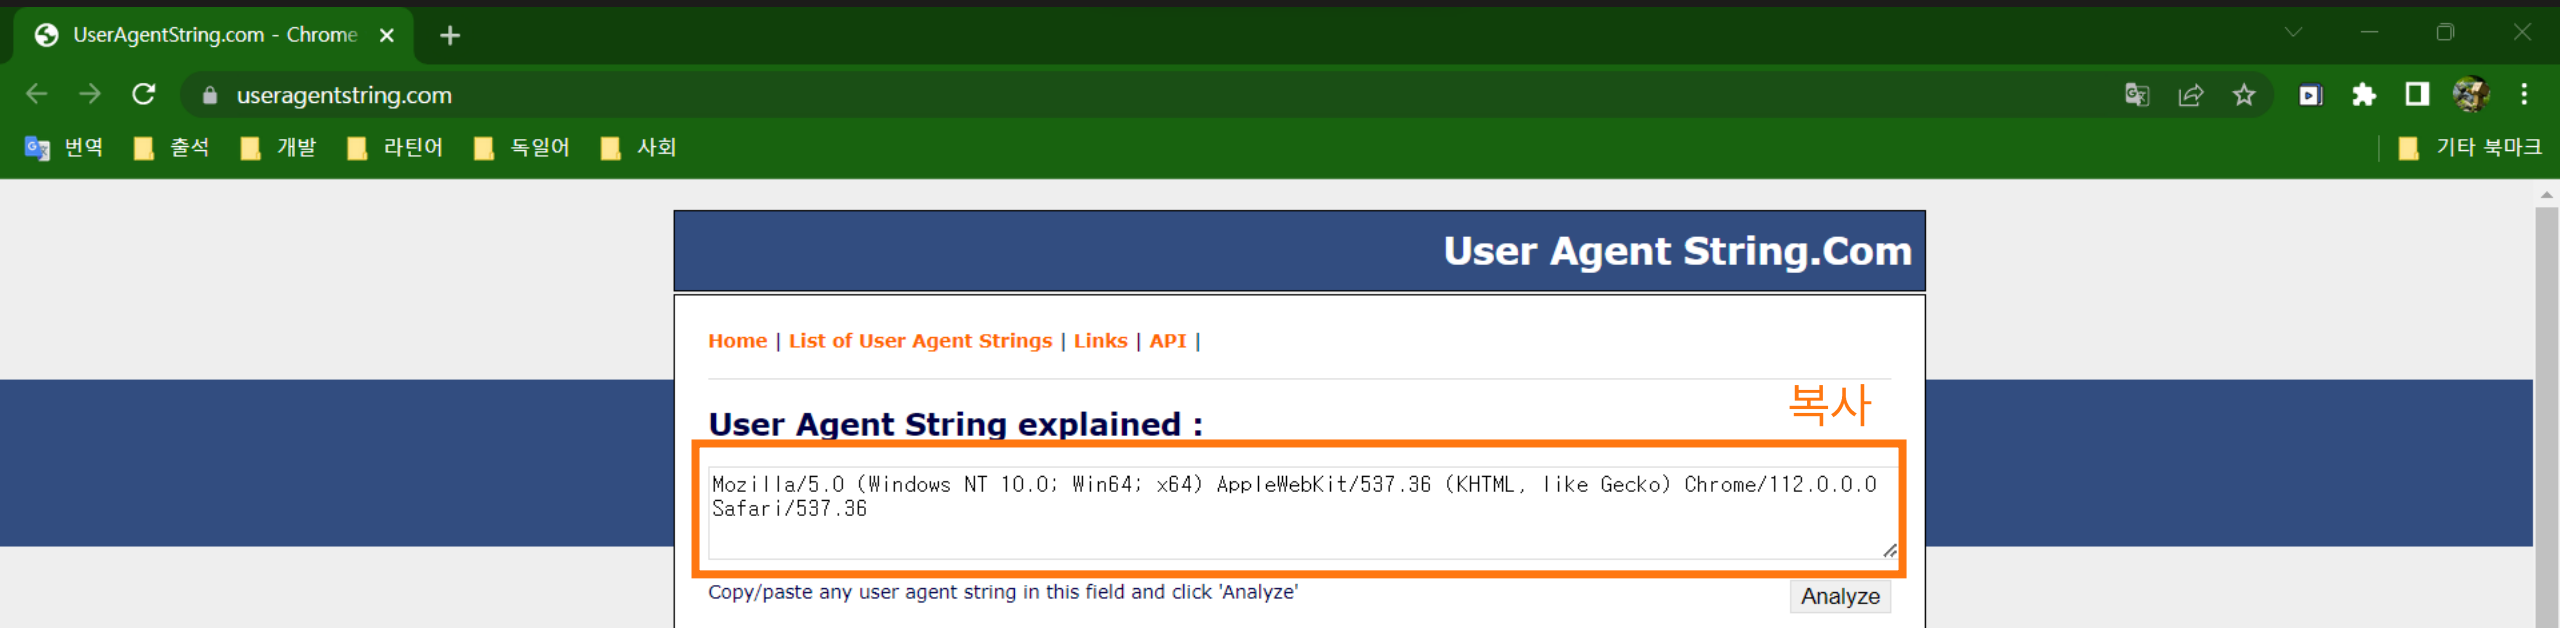 UserAgentString.com - Chrome
useragentstring.com
번역 출석 개발 라틴어 독일어 사회 기타 북마크
User Agent String.Com
Home | List of User Agent Strings | Links | API |
복사
User Agent String explained :
Mozilla/5.0 (Windows NT 10.0; Win64; x64) AppleWebKit/537.36 (KHTML, like Gecko) Chrome/112.0.0.0
Safari/537.36
Copy/paste any user agent string in this field and click 'Analyze'
Analyze